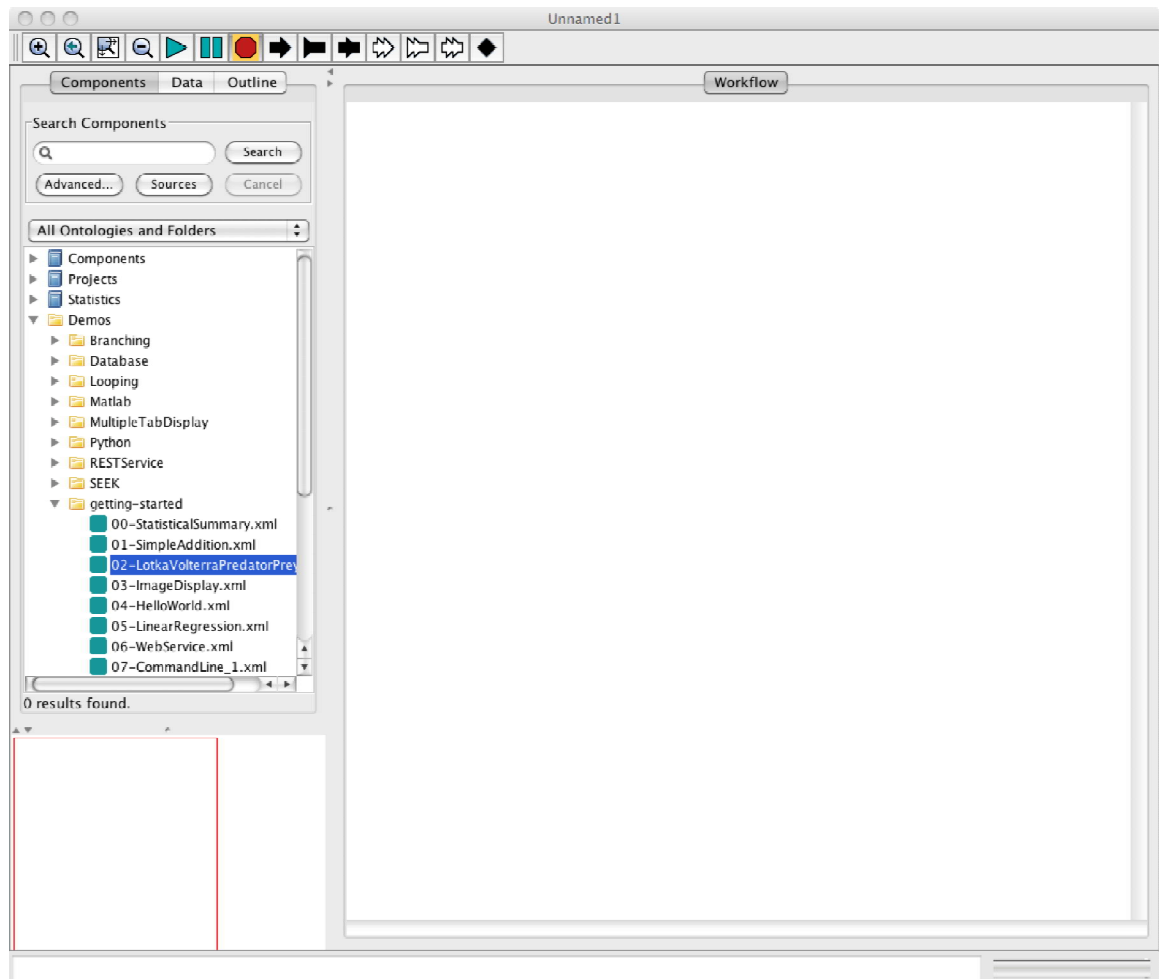 Unnamed1
Components Data Outline
Workflow
Search Components
Search
Advanced... Sources Cancel
All Ontologies and Folders
Components
Projects
Statistics
Demos
Branching
Database
Looping
Matlab
MultipleTabDisplay
Python
RESTService
SEEK
getting-started
00-StatisticalSummary.xml
01-SimpleAddition.xml
02-LotkaVolterraPredatorPrey
03-ImageDisplay.xml
04-HelloWorld.xml
05-LinearRegression.xml
06-WebService.xml
07-CommandLine_1.xml
0 results found.